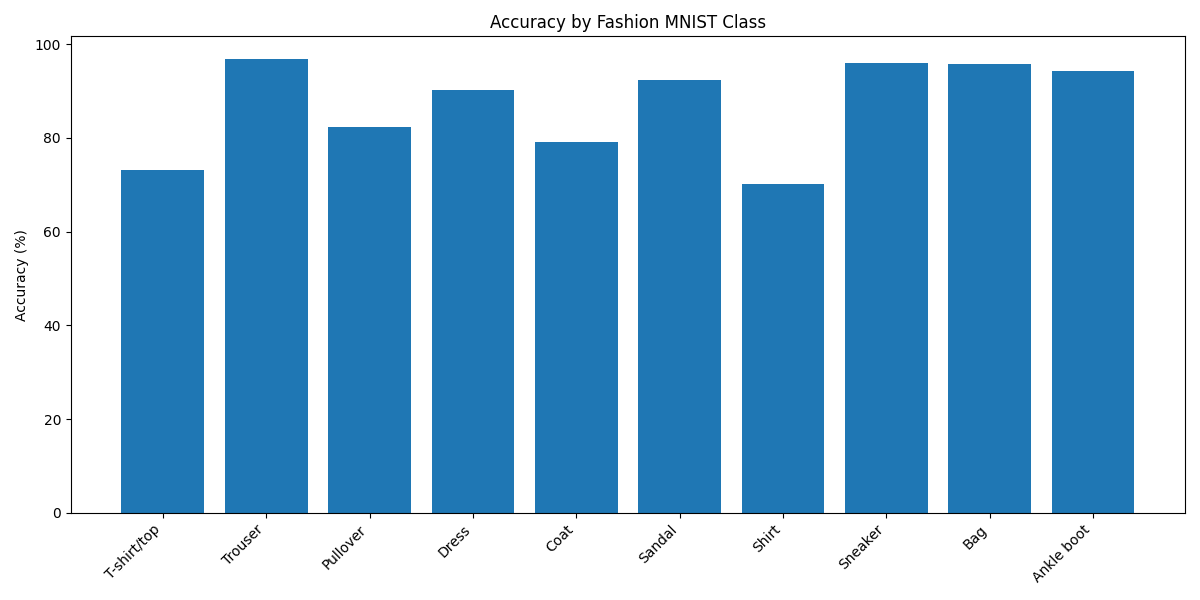 Accuracy by Fashion MNIST Class
Accuracy (%)
100
80
60
40
20
0
T-shirt/top
Trouser
Pullover
Dress
Coat
Sandal
Shirt
Sneaker
Bag
Ankle boot